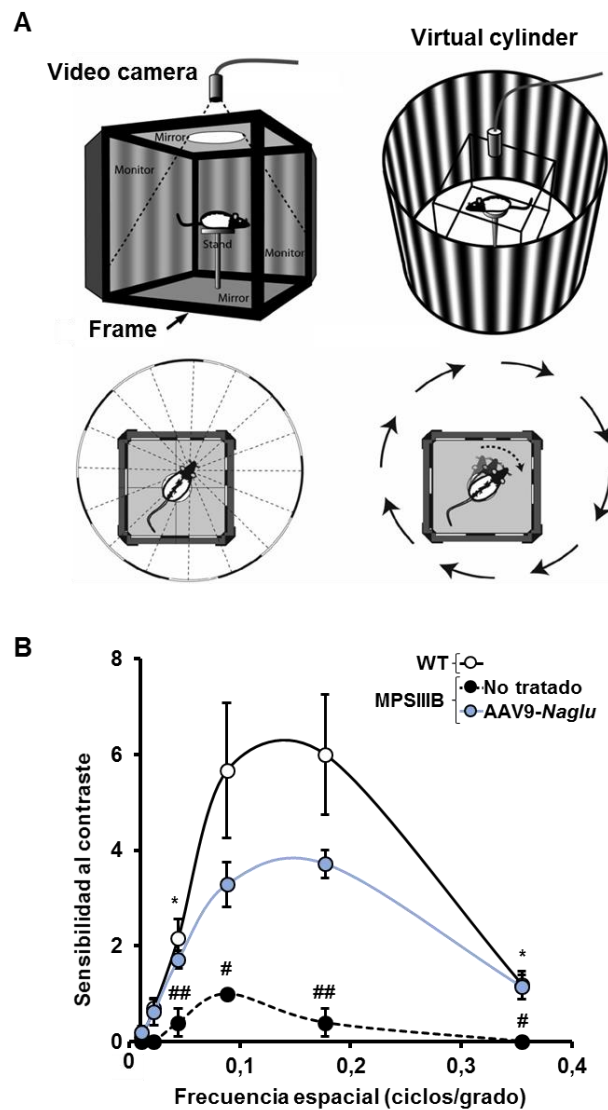 A
Video camera
Virtual cylinder
Mirror
Monitor
Stand
Monitor
Mirror
Frame
B
Sensibilidad al contraste
8
6
4
2
0
WT
MPSIIIB
No tratado
AAV9-Naglu
*
##
#
##
*
#
0
0,1
0,2
0,3
0,4
Frecuencia espacial (ciclos/grado)